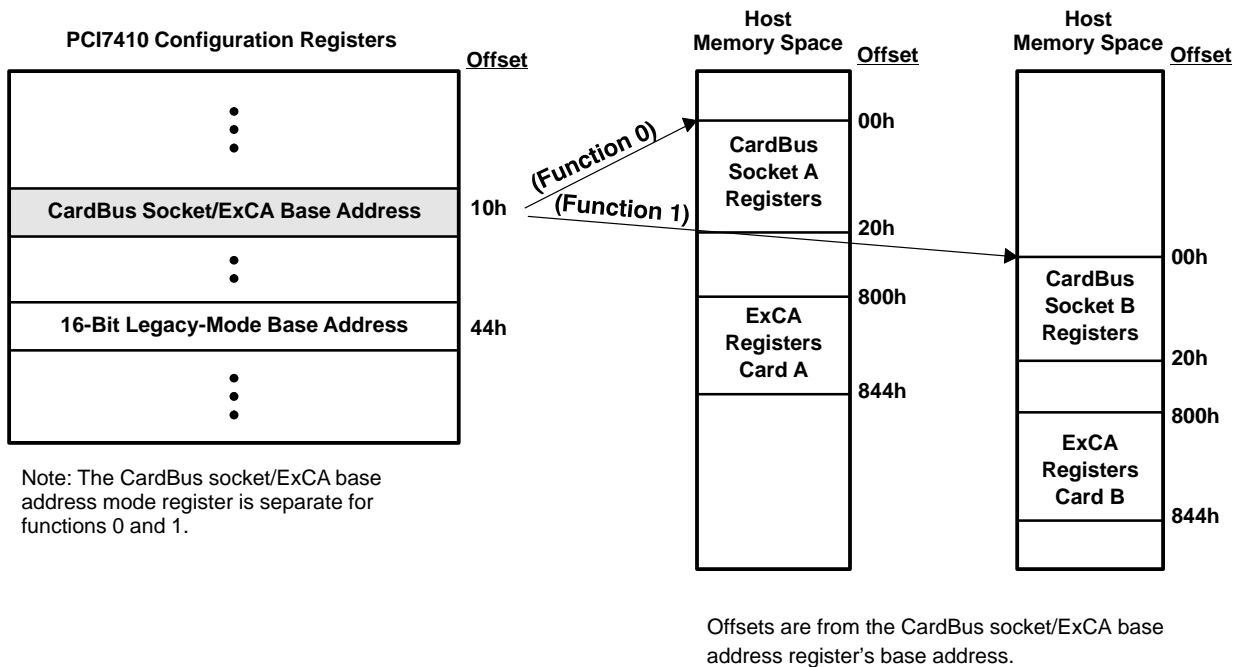 PCI7410 Configuration Registers
Offset
CardBus Socket/ExCA Base Address
10h
16-Bit Legacy-Mode Base Address
44h
Note: The CardBus socket/ExCA base
address mode register is separate for
functions 0 and 1.
(Function 0)
(Function 1)
Host
Memory Space
Offset
00h
CardBus
Socket A
Registers
20h
800h
ExCA
Registers
Card A
844h
Host
Memory Space
Offset
00h
CardBus
Socket B
Registers
20h
800h
ExCA
Registers
Card B
844h
Offsets are from the CardBus socket/ExCA base
address register's base address.